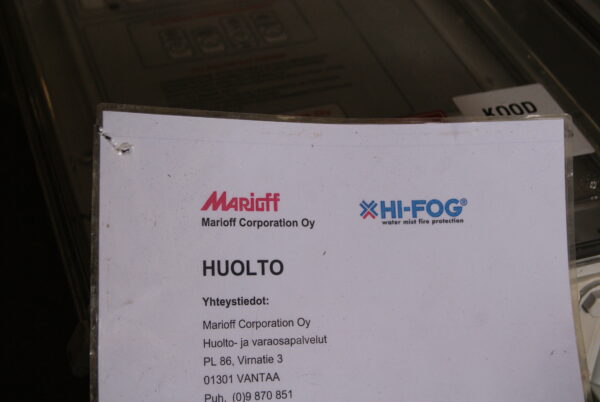 KOOD
MARIOFF
HI-FOG®
water mist fire protection
Marioff Corporation Oy
HUOLTO
Yhteystiedot:
Marioff Corporation Oy
Huolto- ja varaosapalvelut
PL 86, Virnatie 3
01301 VANTAA
Puh. (0)9 870 851